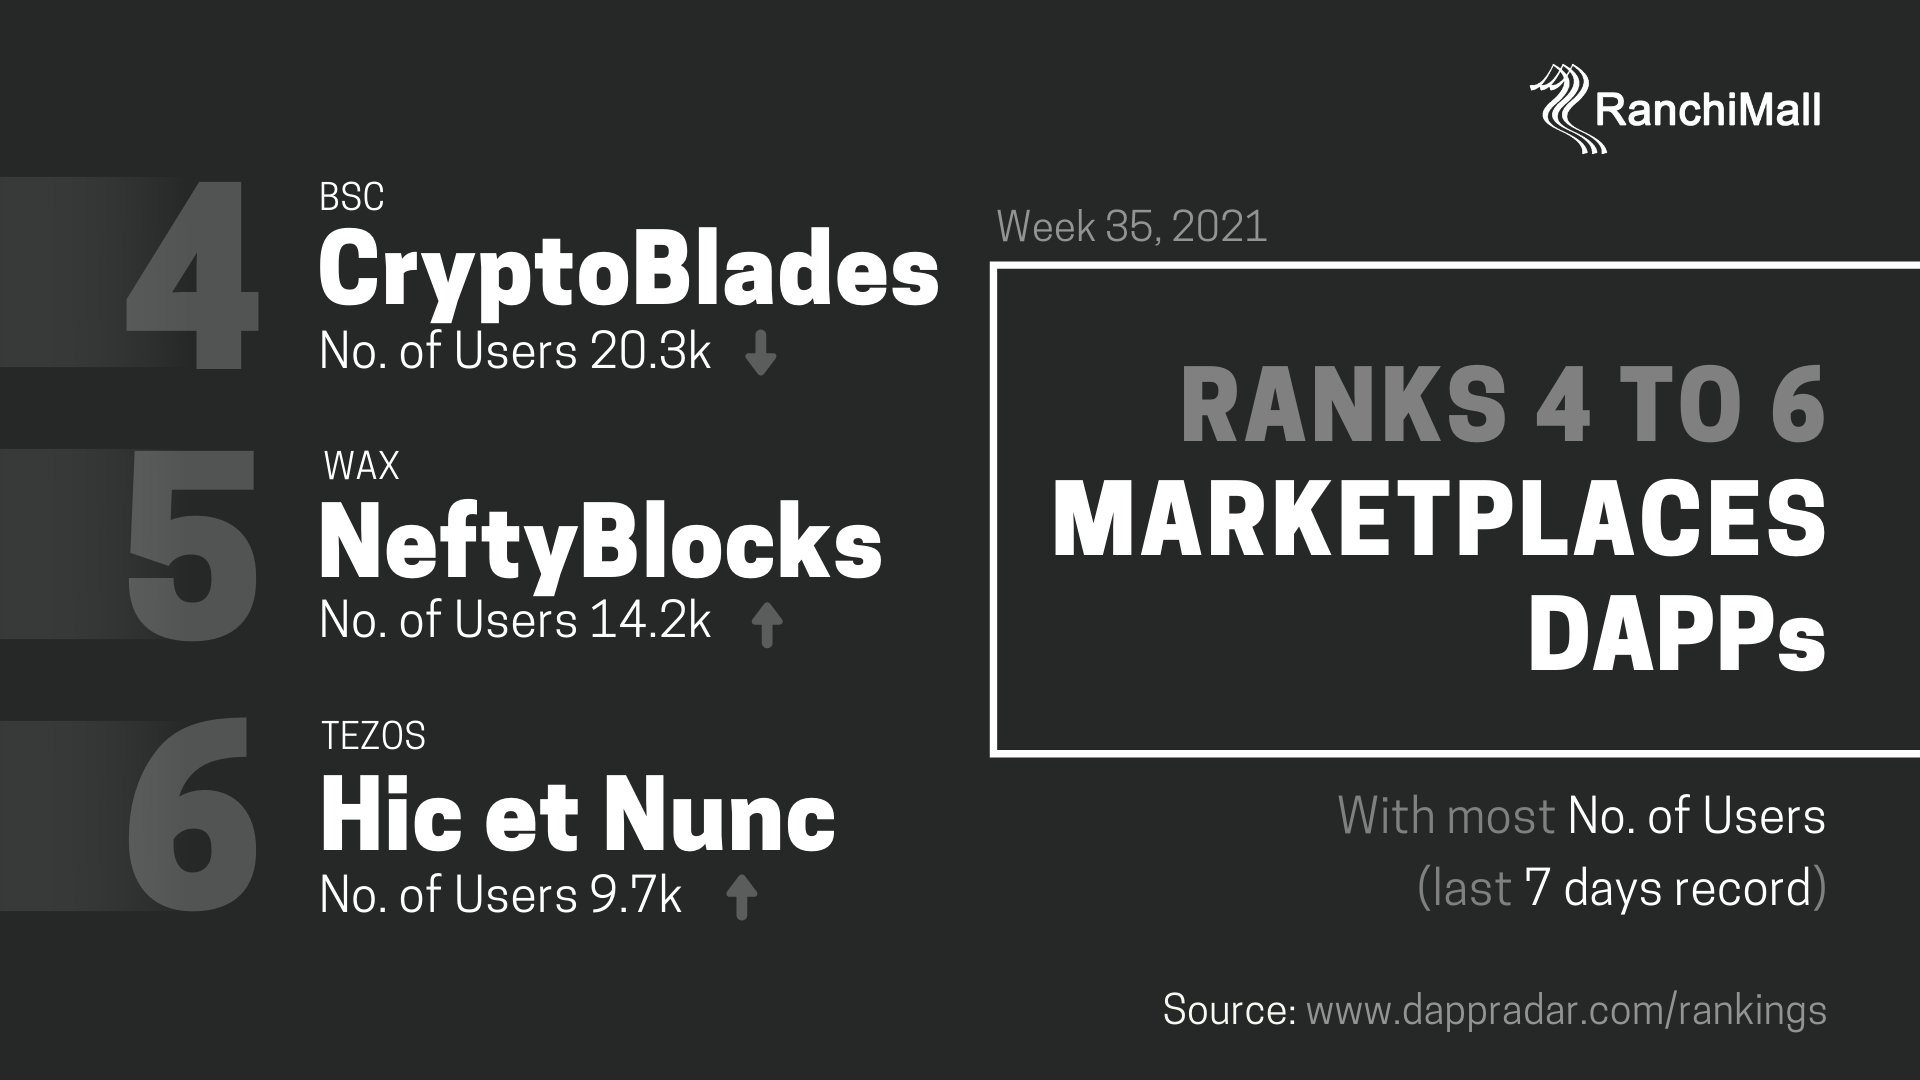 RanchiMall
4
BSC
CryptoBlades
No. of Users 20.3k
5
WAX
NeftyBlocks
No. of Users 14.2k
6
TEZOS
Hic et Nunc
No. of Users 9.7k
Week 35, 2021
RANKS 4 TO 6
MARKETPLACES
DAPPs
With most No. of Users
(last 7 days record)
Source: www.dappradar.com/rankings